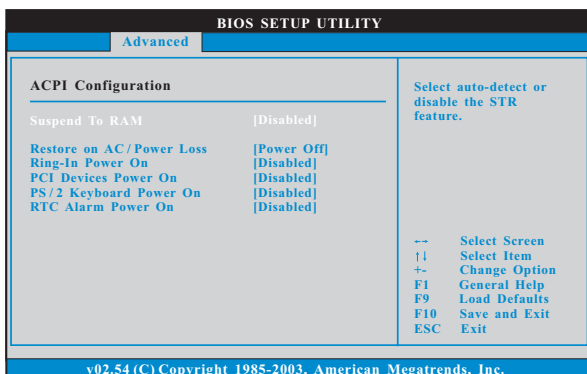 BIOS SETUP UTILITY
Advanced
ACPI Configuration
Suspend To RAM [Disabled]
Restore on AC / Power Loss [Power Off]
Ring-In Power On [Disabled]
PCI Devices Power On [Disabled]
PS / 2 Keyboard Power On [Disabled]
RTC Alarm Power On [Disabled]
Select auto-detect or
disable the STR
feature.
←→ Select Screen
↑↓ Select Item
+- Change Option
F1 General Help
F9 Load Defaults
F10 Save and Exit
ESC Exit
v02.54 (C) Copyright 1985-2003, American Megatrends, Inc.